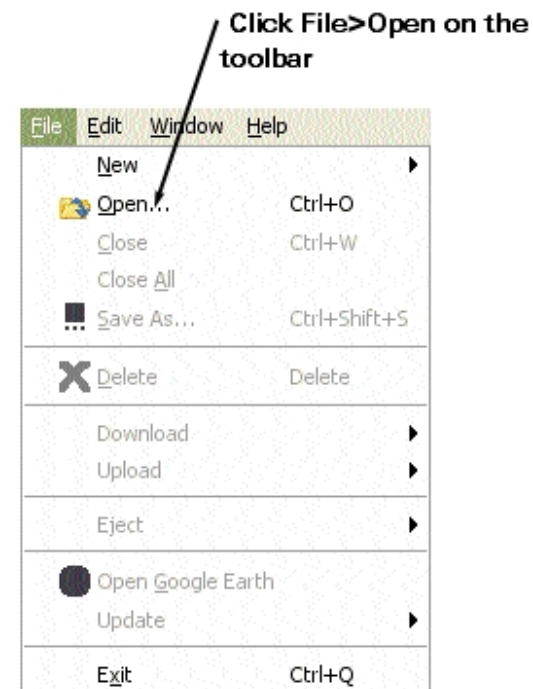 Click File>Open on the
toolbar
File Edit Window Help
New
Open... Ctrl+O
Close Ctrl+W
Close All
Save As... Ctrl+Shift+S
Delete Delete
Download
Upload
Eject
Open Google Earth
Update
Exit Ctrl+Q